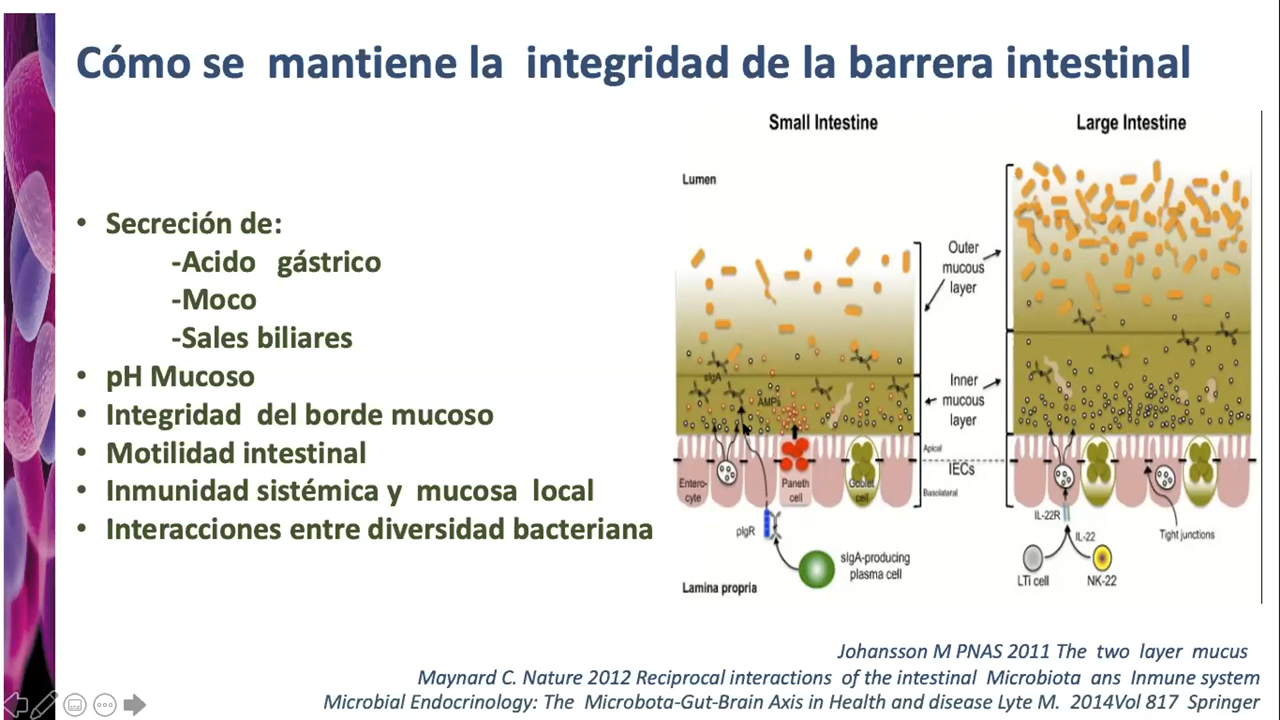 Cómo se mantiene la integridad de la barrera intestinal
• Secreción de:
-Acido gástrico
-Moco
-Sales biliares
• pH Mucoso
• Integridad del borde mucoso
• Motilidad intestinal
• Inmunidad sistémica y mucosa local
• Interacciones entre diversidad bacteriana
Small Intestine
Large Intestine
Lumen
Outer
mucous
layer
Inner
mucous
layer
sIgA
AMPs
Apical
IECs
Basolateral
Entero-
cyte
Paneth
cell
Goblet
cell
pIgR
sIgA-producing
plasma cell
Lamina propria
IL-22R
IL-22
LTi cell
NK-22
Tight junctions
Johansson M PNAS 2011 The two layer mucus
Maynard C. Nature 2012 Reciprocal interactions of the intestinal Microbiota ans Inmune system
Microbial Endocrinology: The Microbota-Gut-Brain Axis in Health and disease Lyte M. 2014Vol 817 Springer